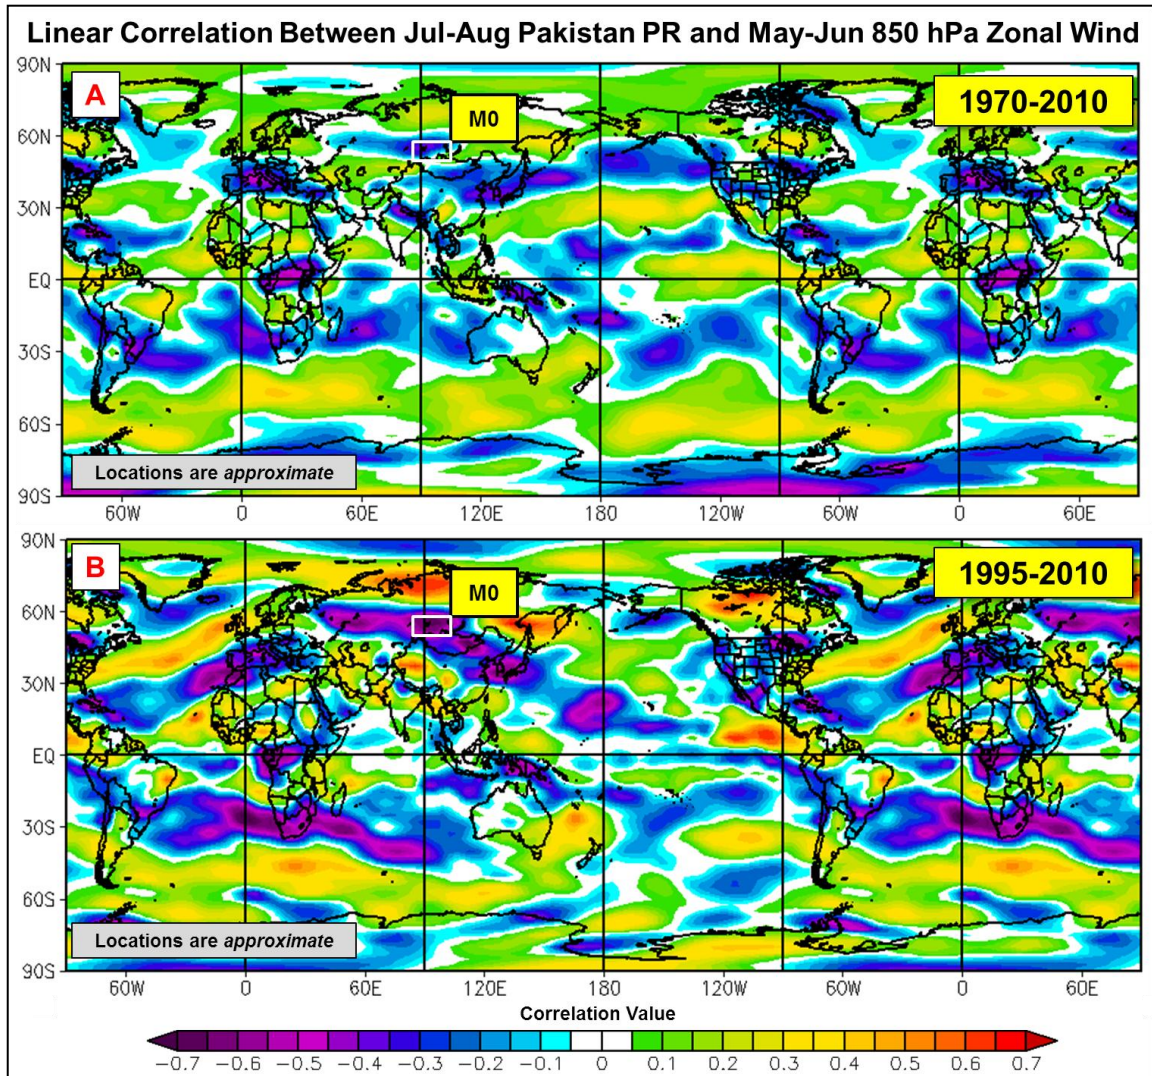 Linear Correlation Between Jul-Aug Pakistan PR and May-Jun 850 hPa Zonal Wind
90N
A
M0
1970-2010
60N
30N
EQ
30S
60S
Locations are approximate
90S
60W 0 60E 120E 180 120W 60W 0 60E
90N
B
M0
1995-2010
60N
30N
EQ
30S
60S
Locations are approximate
90S
60W 0 60E 120E 180 120W 60W 0 60E
Correlation Value
-0.7 -0.6 -0.5 -0.4 -0.3 -0.2 -0.1 0 0.1 0.2 0.3 0.4 0.5 0.6 0.7